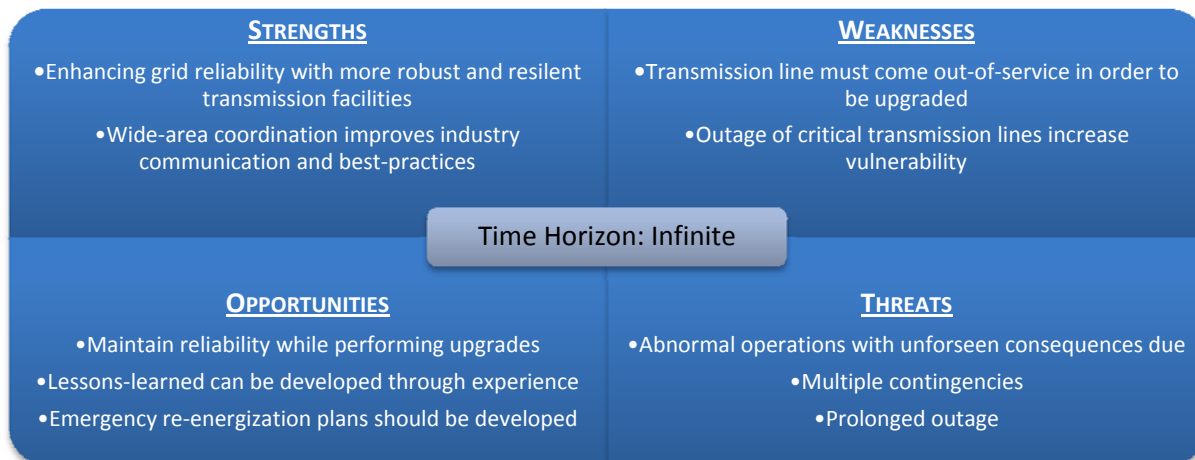 STRENGTHS
•Enhancing grid reliability with more robust and resilent
transmission facilities
•Wide-area coordination improves industry
communication and best-practices
WEAKNESSES
•Transmission line must come out-of-service in order to
be upgraded
•Outage of critical transmission lines increase
vulnerability
Time Horizon: Infinite
OPPORTUNITIES
•Maintain reliability while performing upgrades
•Lessons-learned can be developed through experience
•Emergency re-energization plans should be developed
THREATS
•Abnormal operations with unforseen consequences due
•Multiple contingencies
•Prolonged outage